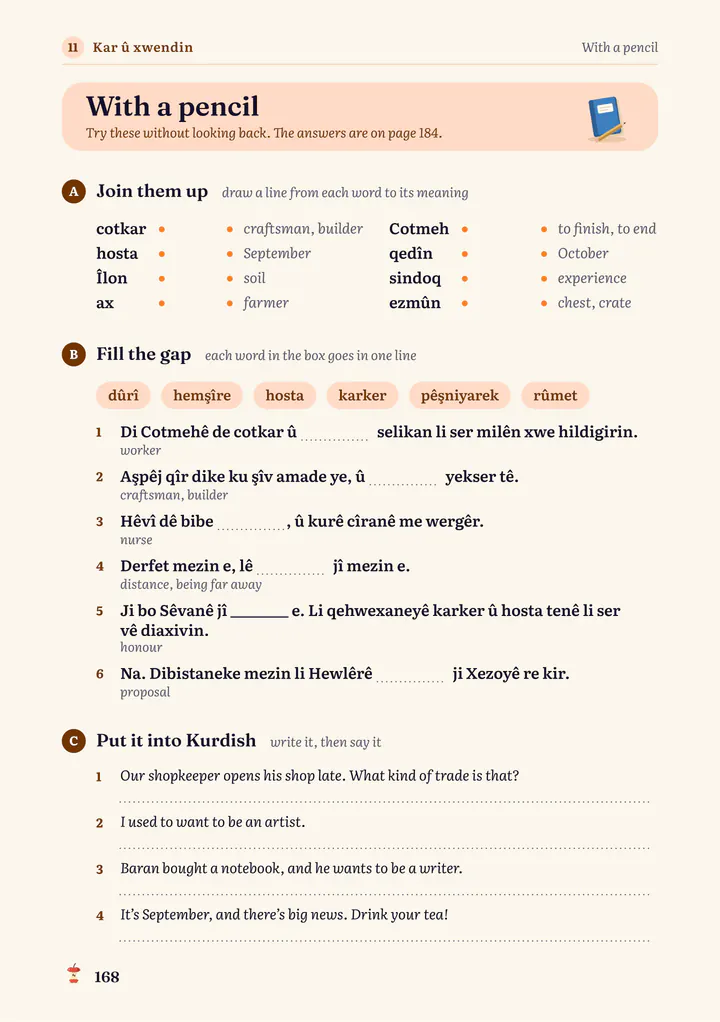 11 Kar û xwendin
With a pencil
With a pencil
Try these without looking back. The answers are on page 184.
A Join them up draw a line from each word to its meaning
cotkar • • craftsman, builder Cotmeh • • to finish, to end
hosta • • September qedîn • • October
Îlon • • soil sindoq • • experience
ax • • farmer ezmûn • • chest, crate
B Fill the gap each word in the box goes in one line
dûrî hemşîre hosta karker pêşniyarek rûmet
1 Di Cotmehê de cotkar û .............. selikan li ser milên xwe hildigirin.
worker
2 Aşpêj qîr dike ku şîv amade ye, û .............. yekser tê.
craftsman, builder
3 Hêvî dê bibe .............., û kurê cîranê me wergêr.
nurse
4 Derfet mezin e, lê .............. jî mezin e.
distance, being far away
5 Ji bo Sêvanê jî ________ e. Li qehwexaneyê karker û hosta tenê li ser
vê diaxivin.
honour
6 Na. Dibistaneke mezin li Hewlêrê .............. ji Xezoyê re kir.
proposal
C Put it into Kurdish write it, then say it
1 Our shopkeeper opens his shop late. What kind of trade is that?
2 I used to want to be an artist.
3 Baran bought a notebook, and he wants to be a writer.
4 It's September, and there's big news. Drink your tea!
168